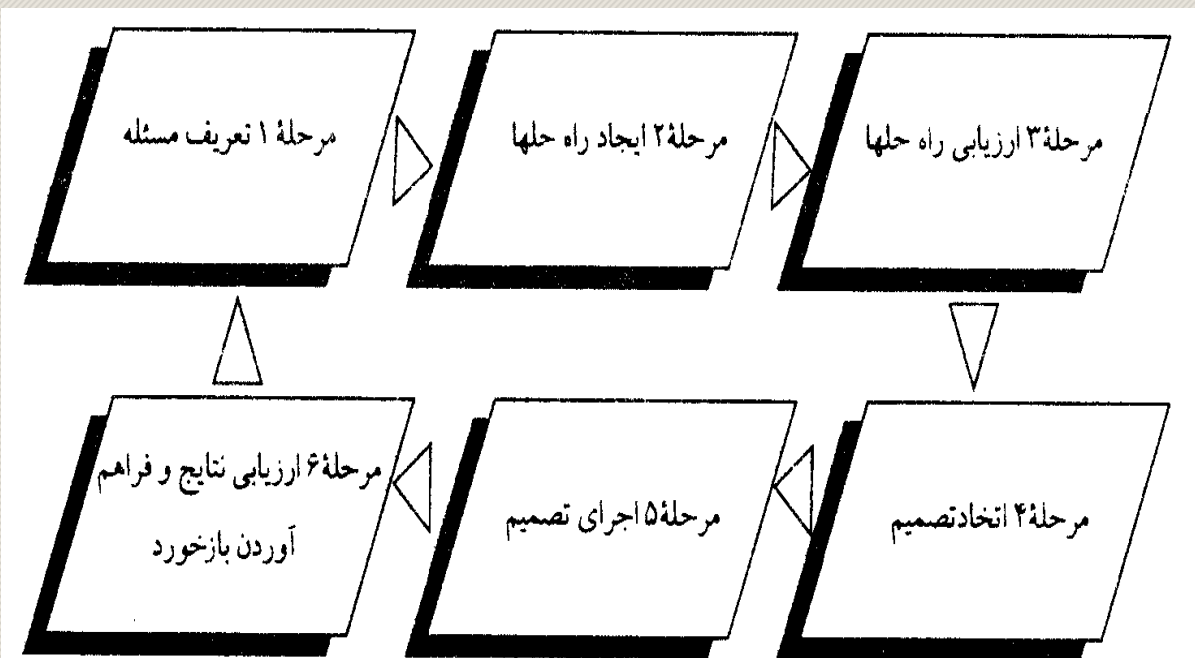 مرحلهٔ ۱ تعریف مسئله
مرحلهٔ۲ ایجاد راه حلها
مرحلهٔ۳ ارزیابی راه حلها
مرحلهٔ۴ اتخادتصمیم
مرحلهٔ۵ اجرای تصمیم
مرحلهٔ۶ ارزیابی نتایج و فراهم
آوردن بازخورد